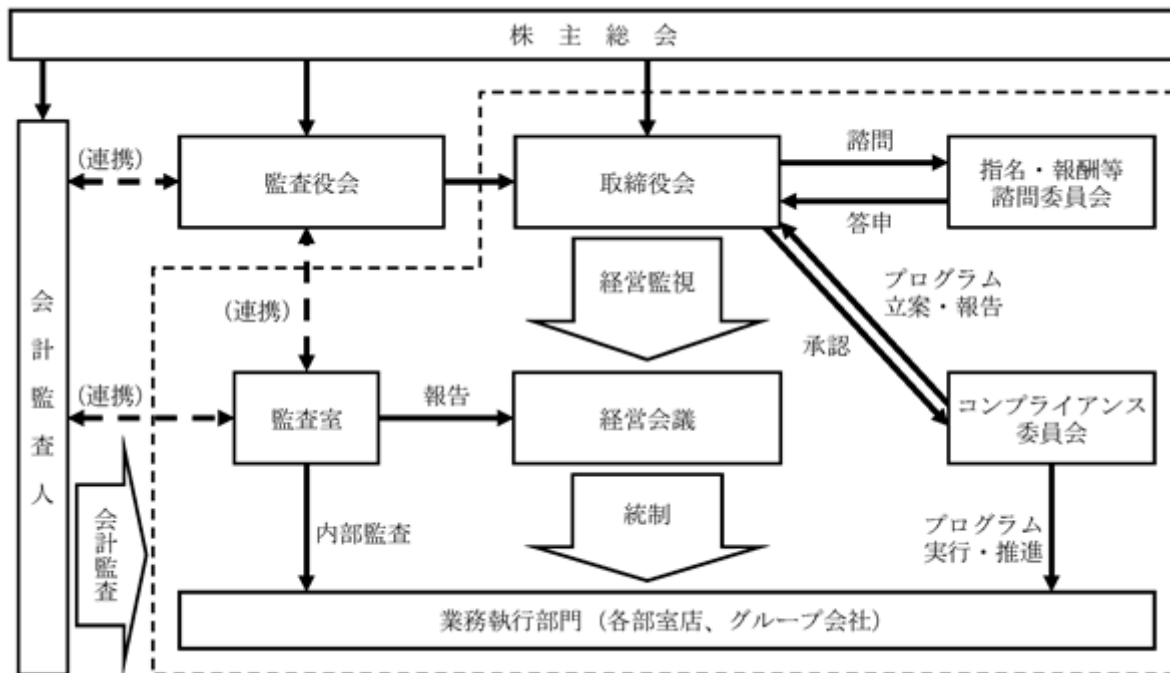 株主総会
(連携)
監査役会
取締役会
諮問
答申
指名・報酬等
諮問委員会
会計監査人
(連携)
経営監視
プログラム
立案・報告
承認
(連携)
監査室
報告
経営会議
コンプライアンス
委員会
会計監査
内部監査
統制
プログラム
実行・推進
業務執行部門(各部室店、グループ会社)